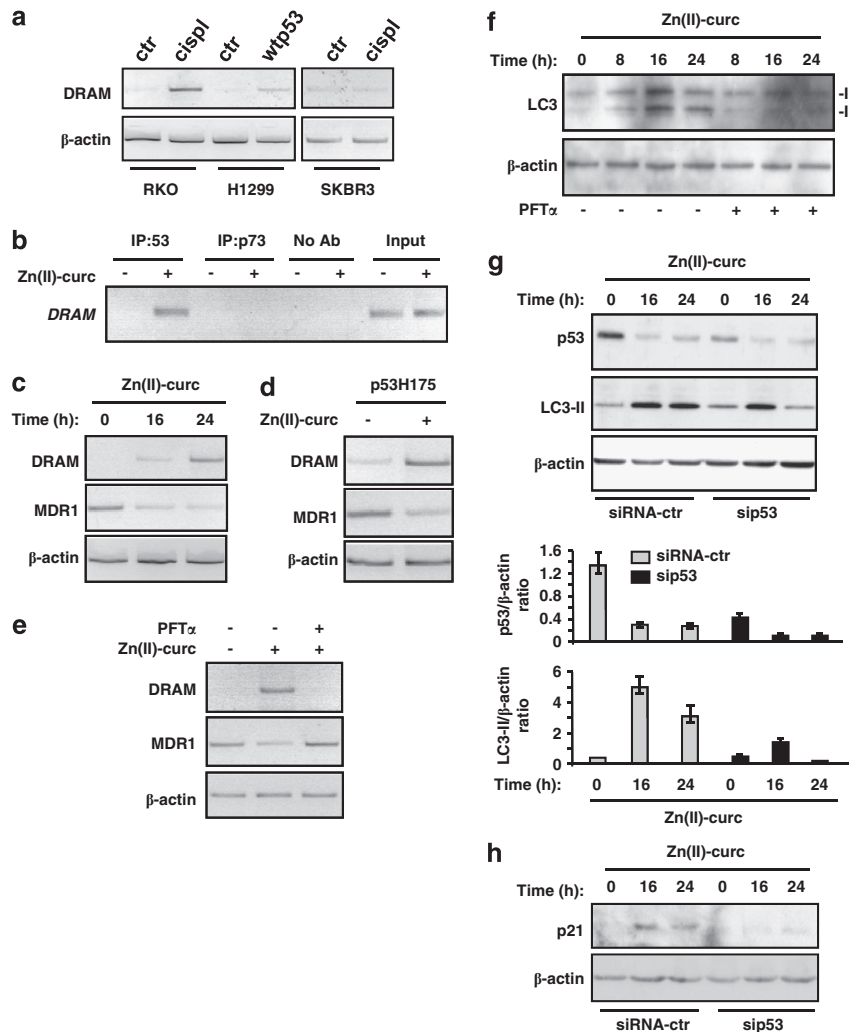 a
ctr cispl ctr wtp53 ctr cispl
DRAM
β-actin
RKO H1299 SKBR3
b
IP:53 IP:p73 No Ab Input
Zn(II)-curc - + - + - + - +
DRAM
c
Zn(II)-curc
Time (h): 0 16 24
DRAM
MDR1
β-actin
d
p53H175
Zn(II)-curc - +
DRAM
MDR1
β-actin
e
PFTα - - +
Zn(II)-curc - + +
DRAM
MDR1
β-actin
f
Zn(II)-curc
Time (h): 0 8 16 24 8 16 24
LC3
-I
-I
β-actin
PFTα - - - - + + +
g
Zn(II)-curc
Time (h): 0 16 24 0 16 24
p53
LC3-II
β-actin
siRNA-ctr sip53
p53/β-actin
ratio
1.6
1.2
0.8
0.4
0
siRNA-ctr
sip53
LC3-II/β-actin
ratio
6
4
2
0
Time (h): 0 16 24 0 16 24
Zn(II)-curc
h
Zn(II)-curc
Time (h): 0 16 24 0 16 24
p21
β-actin
siRNA-ctr sip53